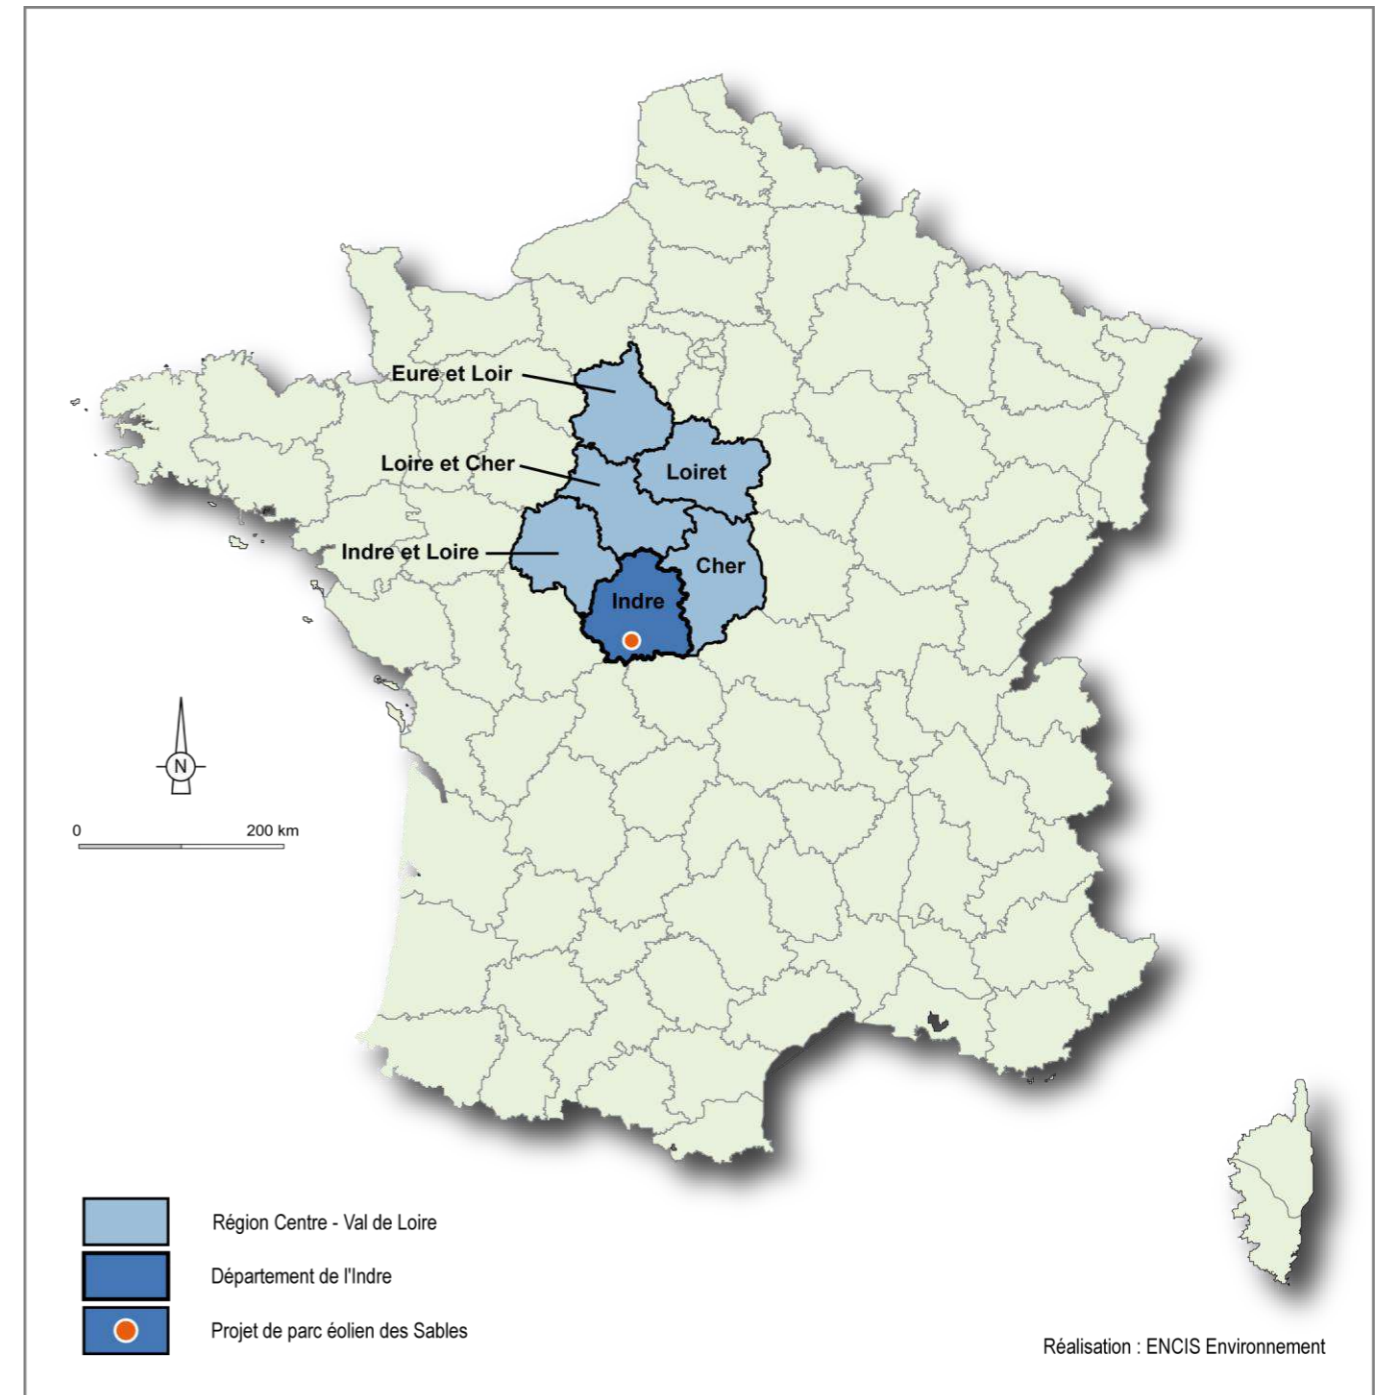 Eure et Loir
Loire et Cher
Loiret
Indre et Loire
Cher
Indre
N
0 200 km
Région Centre - Val de Loire
Département de l'Indre
Projet de parc éolien des Sables
Réalisation : ENCIS Environnement